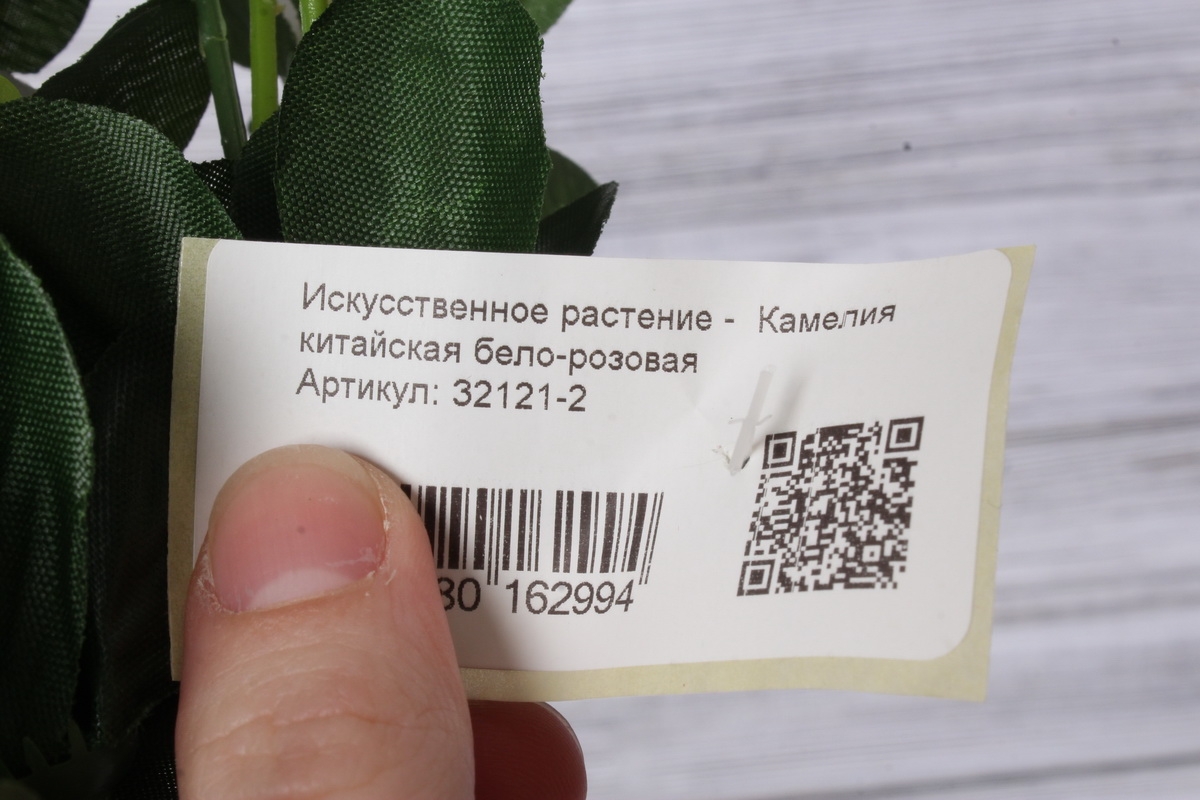 Искусственное растение - Камелия
китайская бело-розовая
Артикул: 32121-2
80 162994